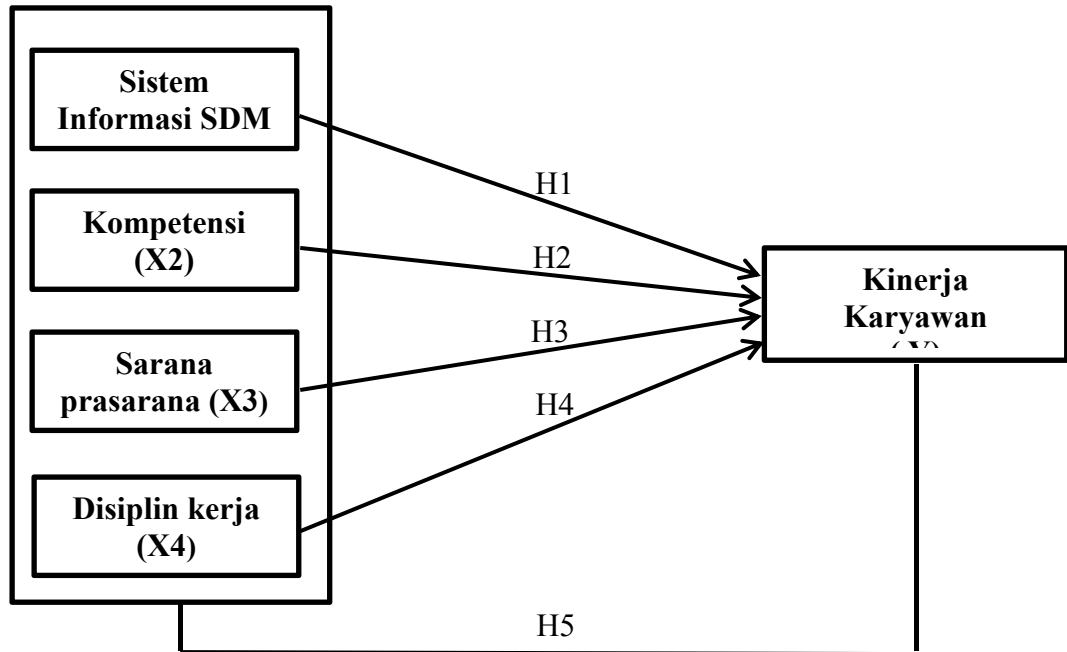 Sistem
Informasi SDM
H1
Kompetensi
(X2)
H2
Kinerja
Karyawan
Sarana
prasarana (X3)
H3
H4
Disiplin kerja
(X4)
H5